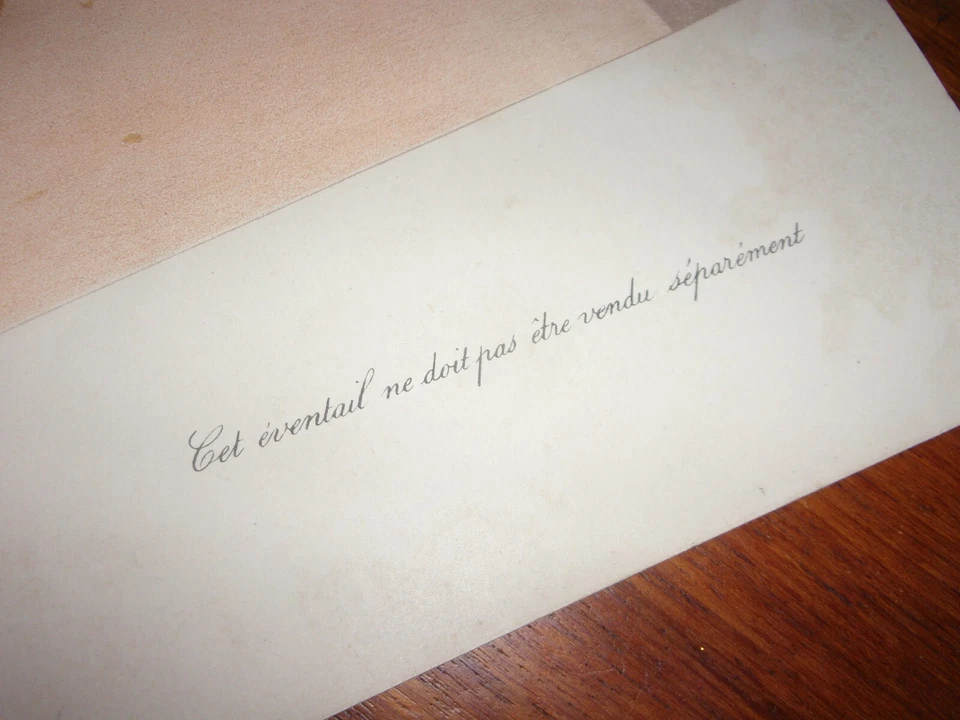 Cet éventail ne doit pas être vendu séparément